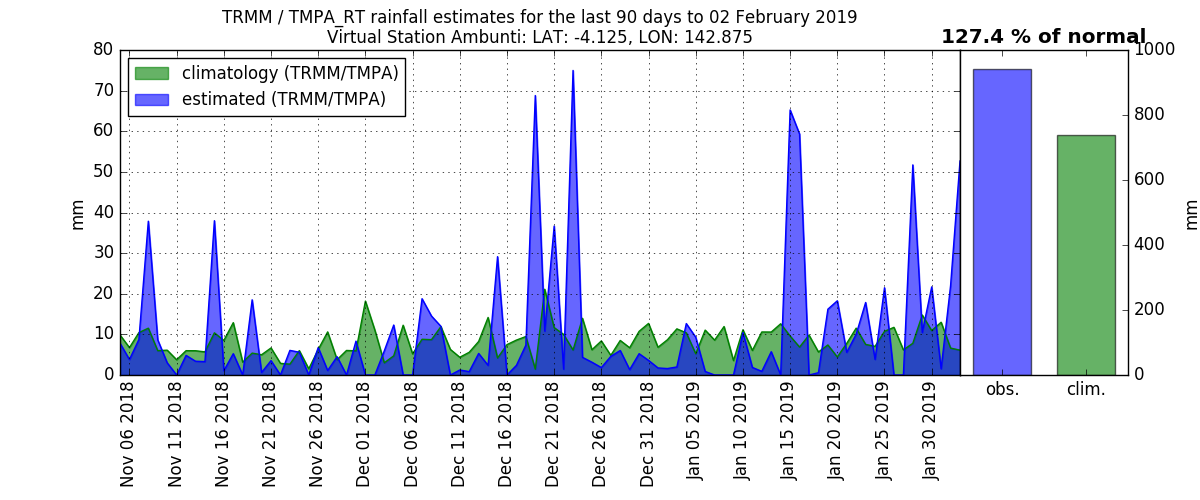 TRMM / TMPA_RT rainfall estimates for the last 90 days to 02 February 2019
Virtual Station Ambunti: LAT: -4.125, LON: 142.875
127.4 % of normal
climatology (TRMM/TMPA)
estimated (TRMM/TMPA)
80
70
60
50
40
30
20
10
0
mm
Nov 06 2018
Nov 11 2018
Nov 16 2018
Nov 21 2018
Nov 26 2018
Dec 01 2018
Dec 06 2018
Dec 11 2018
Dec 16 2018
Dec 21 2018
Dec 26 2018
Dec 31 2018
Jan 05 2019
Jan 10 2019
Jan 15 2019
Jan 20 2019
Jan 25 2019
Jan 30 2019
1000
800
600
400
200
0
mm
obs.
clim.